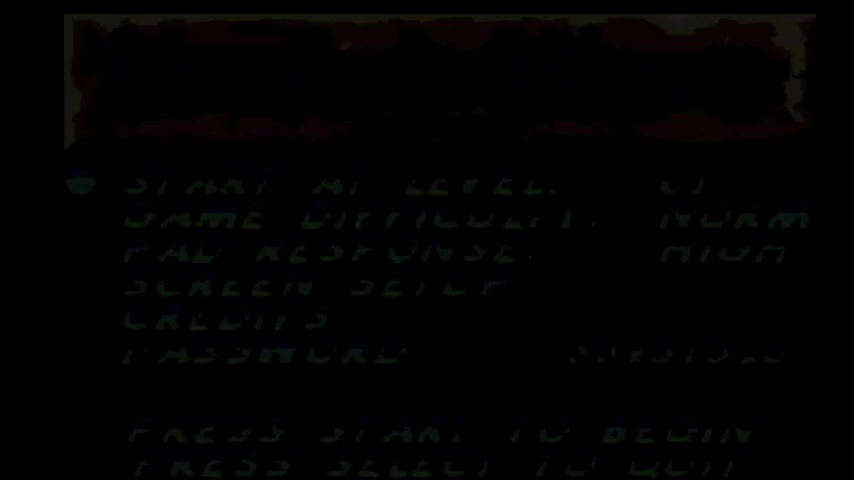 START AT LEVEL:
GAME DIFFICULTY: NORM
PAD RESPONSE: HIGH
SCREEN SETUP
CREDITS
PASSWORD
PRESS START TO BEGIN
PRESS SELECT TO QUIT